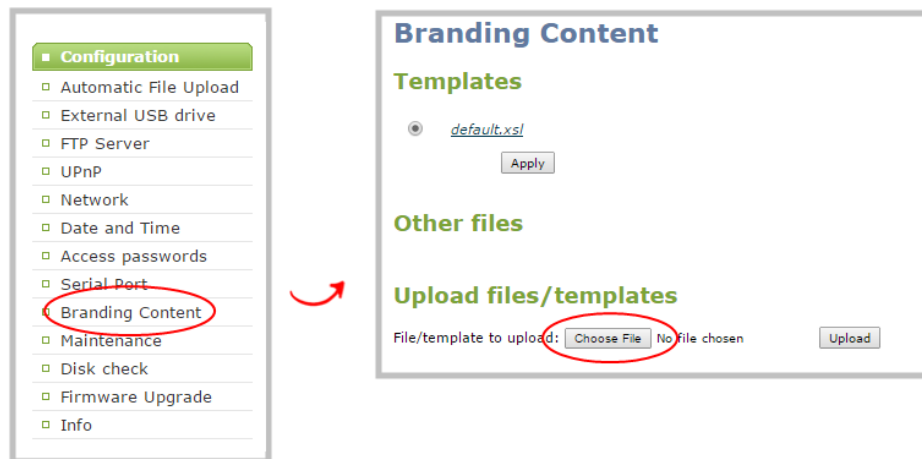 Configuration
Automatic File Upload
External USB drive
FTP Server
UPnP
Network
Date and Time
Access passwords
Serial Port
Branding Content
Maintenance
Disk check
Firmware Upgrade
Info
Branding Content
Templates
default.xsl
Apply
Other files
Upload files/templates
File/template to upload: Choose File No file chosen Upload